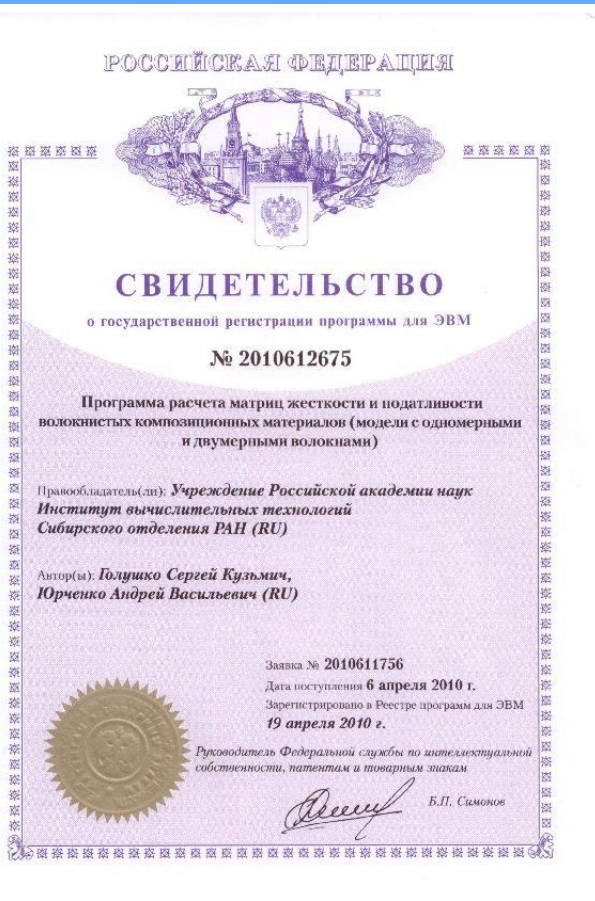 РОССИЙСКАЯ ФЕДЕРАЦИЯ
СВИДЕТЕЛЬСТВО
о государственной регистрации программы для ЭВМ
№ 2010612675
Программа расчета матриц жесткости и податливости
волокнистых композиционных материалов (модели с одномерными
и двумерными волокнами)
Правообладатель(ли): Учреждение Российской академии наук
Институт вычислительных технологий
Сибирского отделения РАН (RU)
Автор(ы): Голушко Сергей Кузьмич,
Юрченко Андрей Васильевич (RU)
Заявка № 2010611756
Дата поступления 6 апреля 2010 г.
Зарегистрировано в Реестре программ для ЭВМ
19 апреля 2010 г.
Руководитель Федеральной службы по интеллектуальной
собственности, патентам и товарным знакам
Б.П. Симонов